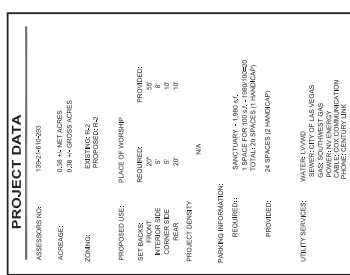 PROJECT DATA
ASSESSORS NO: 139-21-610-293
ACREAGE: 0.38 +/- NET ACRES
0.38 +/- GROSS ACRES
ZONING: EXISTING: R-2
PROPOSED: R-2
PROPOSED USE: PLACE OF WORSHIP
SET BACKS: REQUIRED: PROVIDED:
FRONT 20' 55'
INTERIOR SIDE 5' 6'
CORNER SIDE 5' 10'
REAR 20' 10'
PROJECT DENSITY N/A
PARKING INFORMATION:
REQUIRED:: SANCTUARY - 1,980 s.f.
1 SPACE FOR 100 s.f. - 1980/100=20
TOTAL: 20 SPACES (1 HANDICAP)
PROVIDED: 24 SPACES (2 HANDICAP)
UTILITY SERVICES: WATER: LVVWD
SEWER: CITY OF LAS VEGAS
GAS: SOUTHWEST GAS
POWER: NV ENERGY
CABLE: COX COMMUNICATION
PHONE: CENTURY LINK